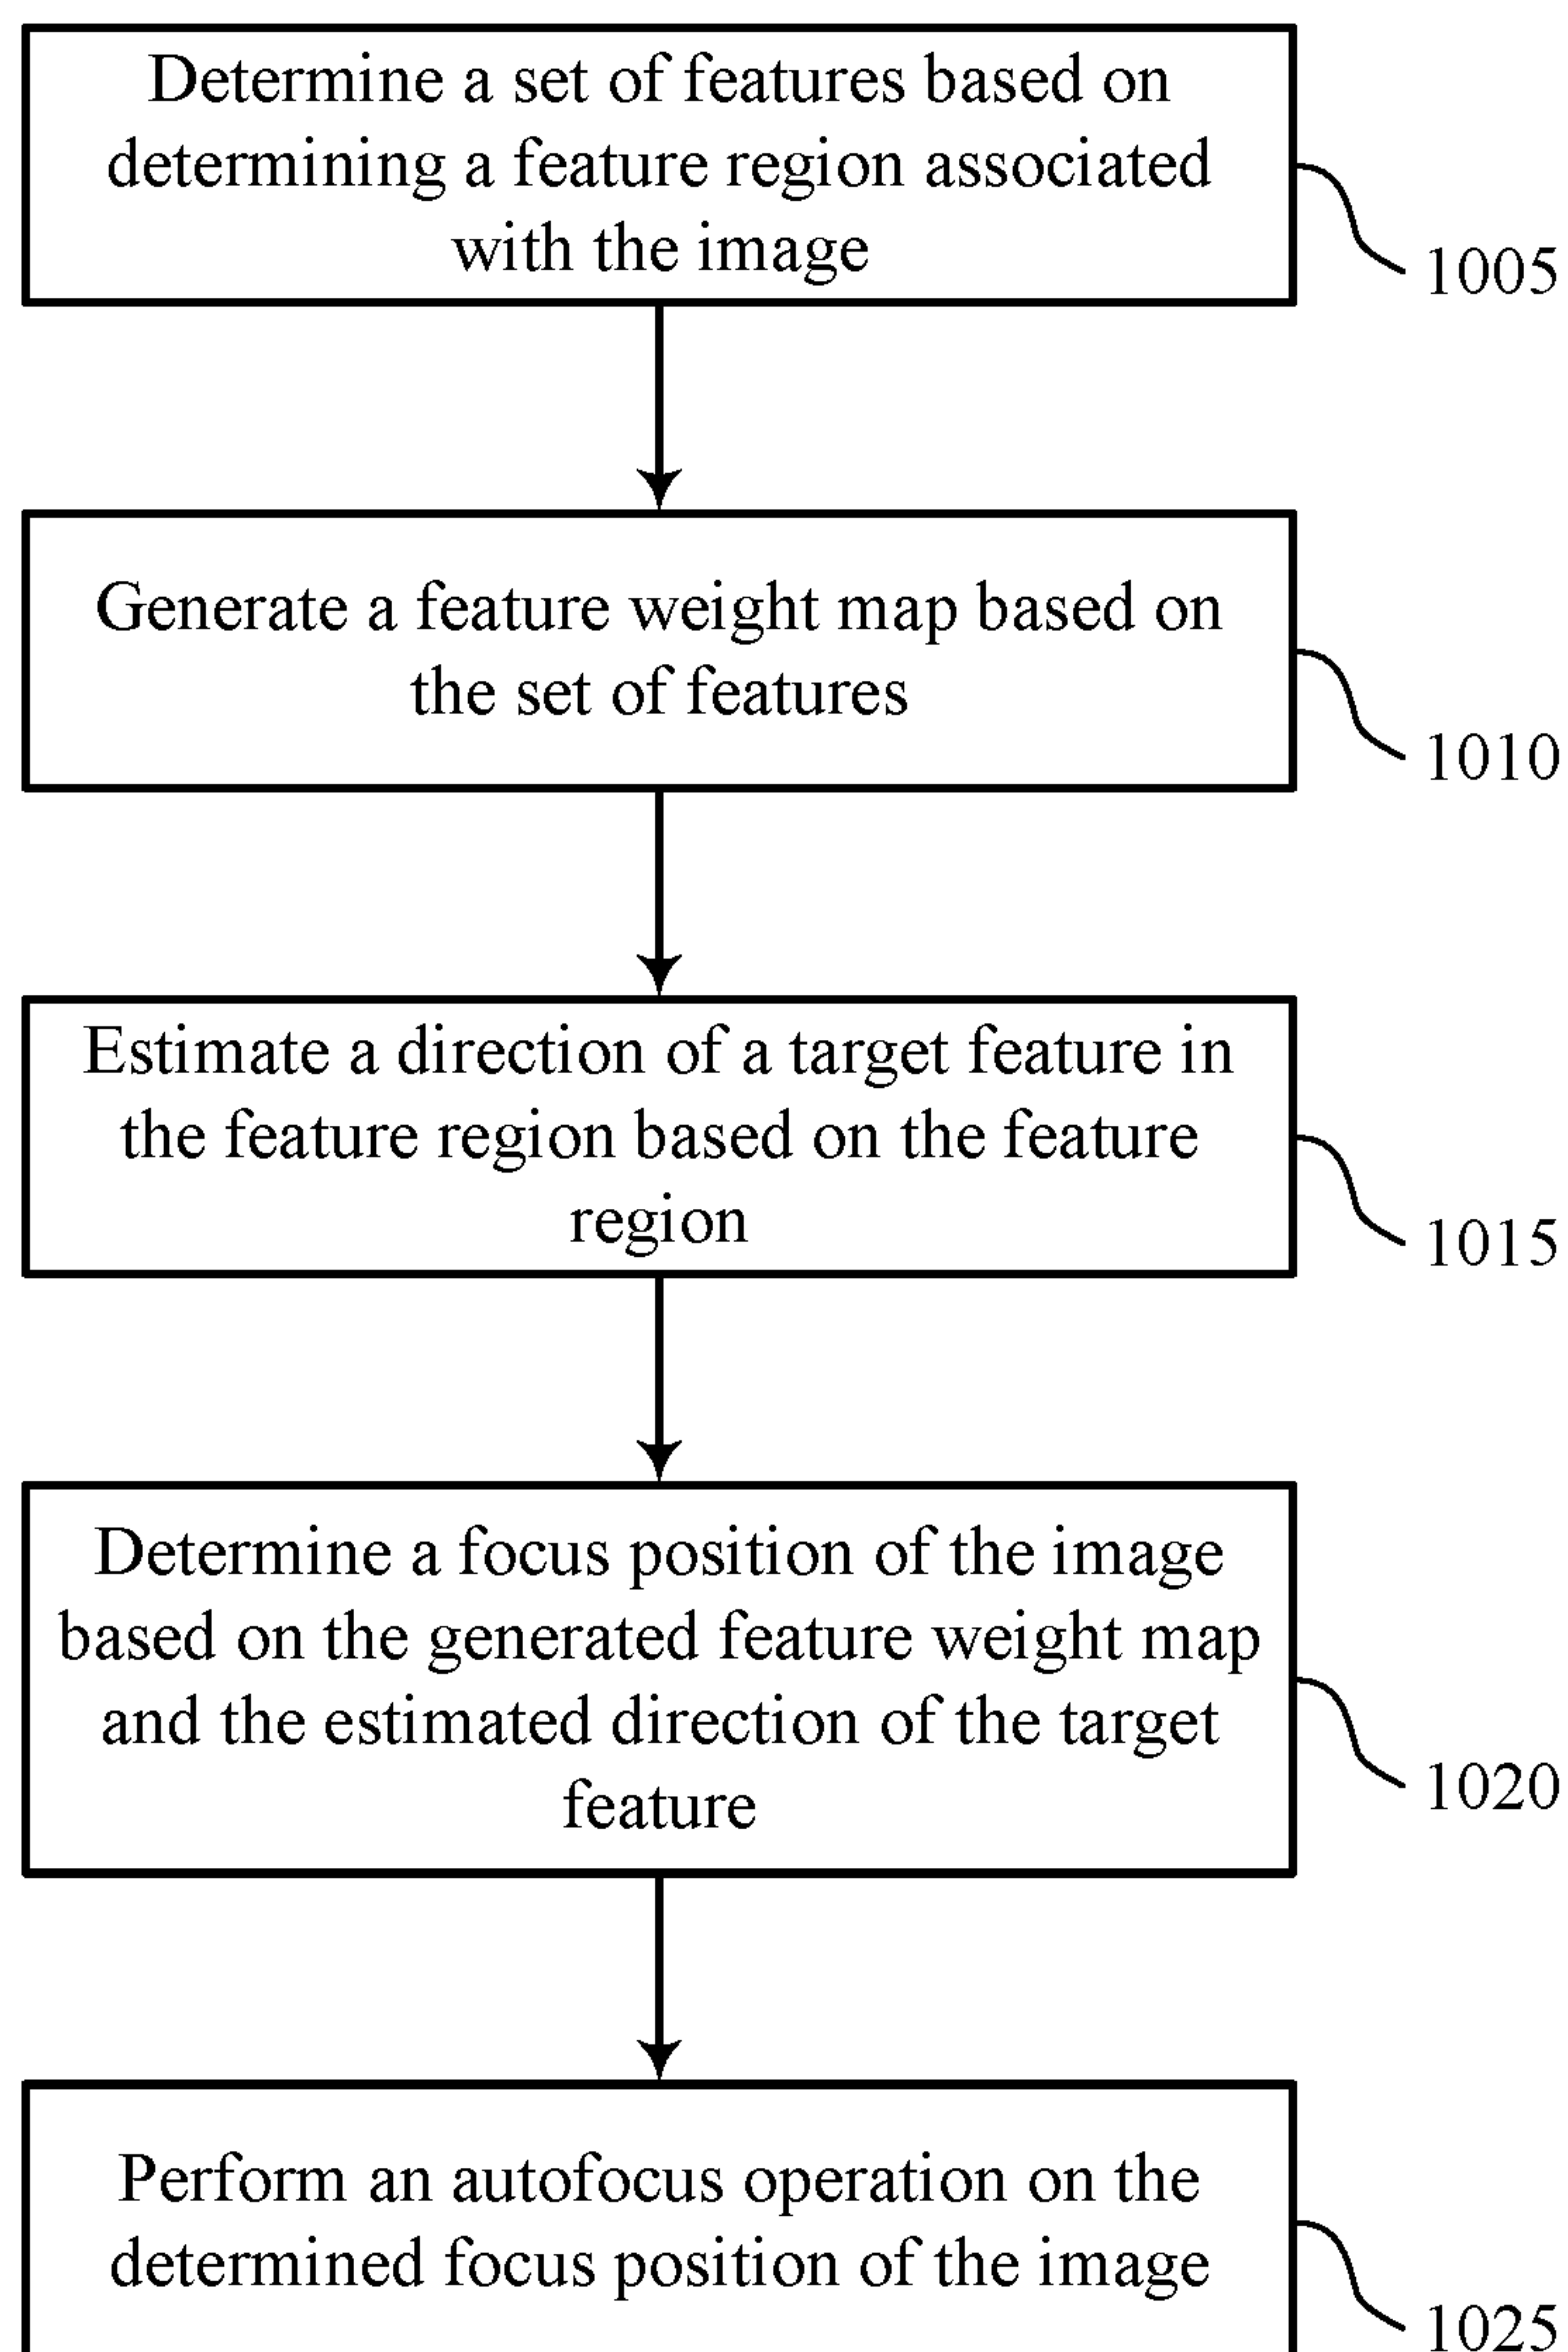 Determine a set of features based on
determining a feature region associated
with the image
1005
Generate a feature weight map based on
the set of features
1010
Estimate a direction of a target feature in
the feature region based on the feature
region
1015
Determine a focus position of the image
based on the generated feature weight map
and the estimated direction of the target
feature
1020
Perform an autofocus operation on the
determined focus position of the image
1025